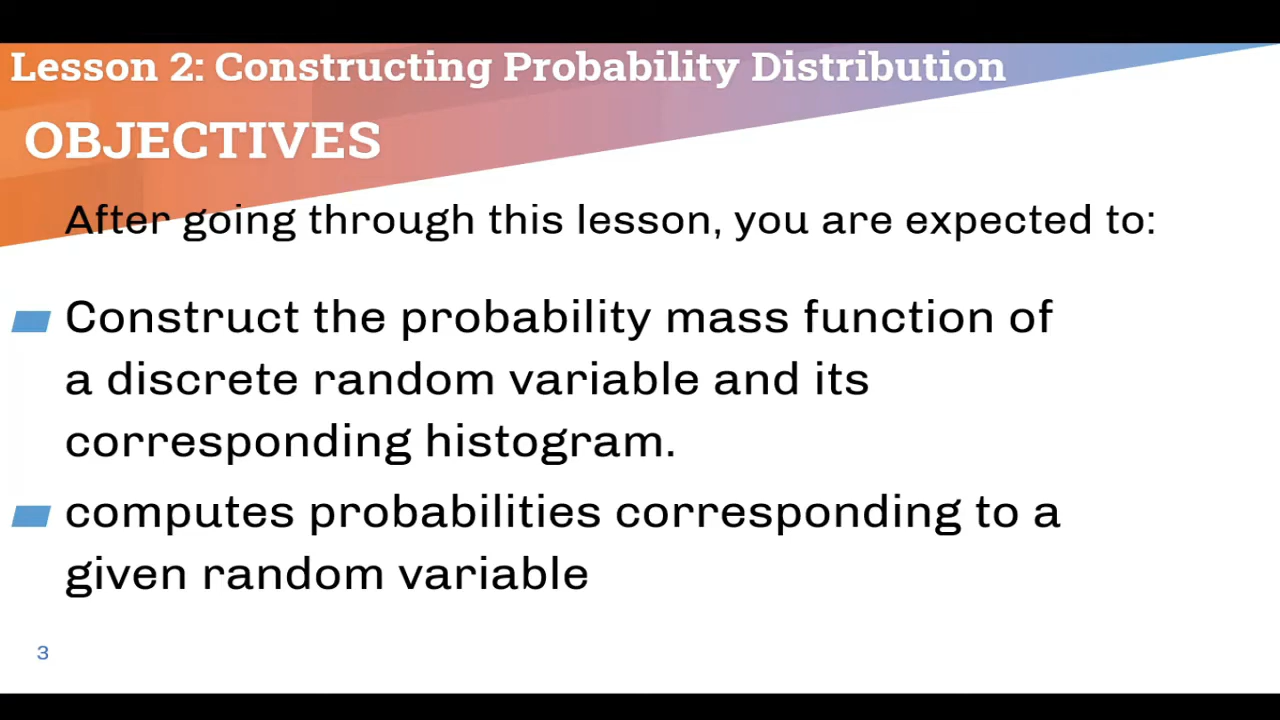 Lesson 2: Constructing Probability Distribution
OBJECTIVES
After going through this lesson, you are expected to:
Construct the probability mass function of
a discrete random variable and its
corresponding histogram.
computes probabilities corresponding to a
given random variable
3